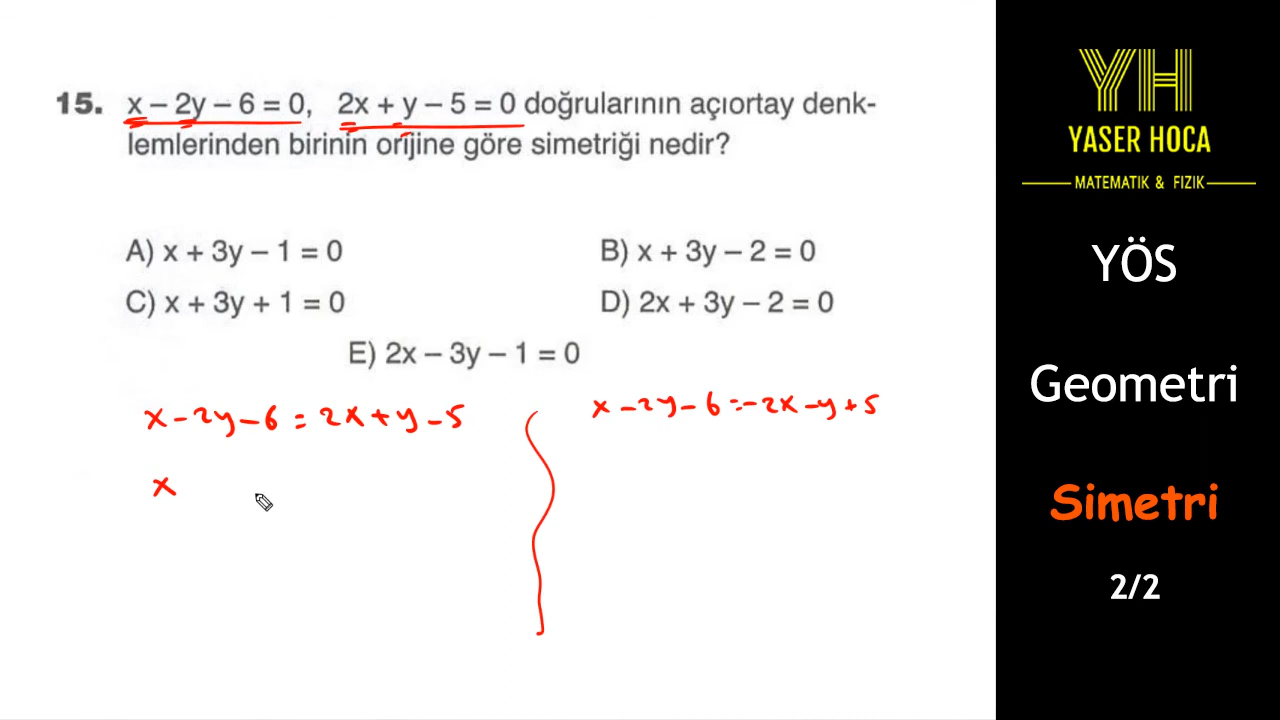 15. x – 2y – 6 = 0, 2x + y – 5 = 0 doğrularının açıortay denk-
lemlerinden birinin orijine göre simetriği nedir?
A) x + 3y – 1 = 0
B) x + 3y – 2 = 0
C) x + 3y + 1 = 0
D) 2x + 3y – 2 = 0
E) 2x – 3y – 1 = 0
x – 2y – 6 = 2x + y – 5
x – 2y – 6 = –2x – y + 5
x
YH
YASER HOCA
MATEMATIK & FIZIK
YÖS
Geometri
Simetri
2/2